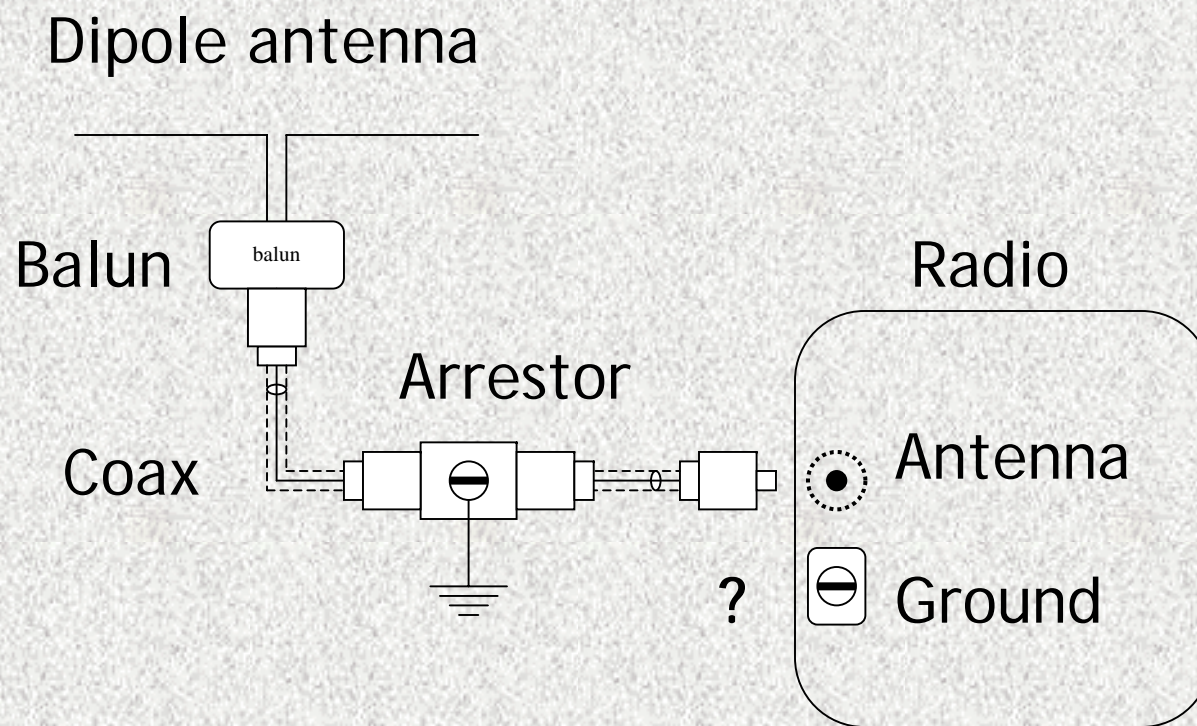 Dipole antenna
Balun
balun
Radio
Arrestor
Coax
Antenna
?
Ground